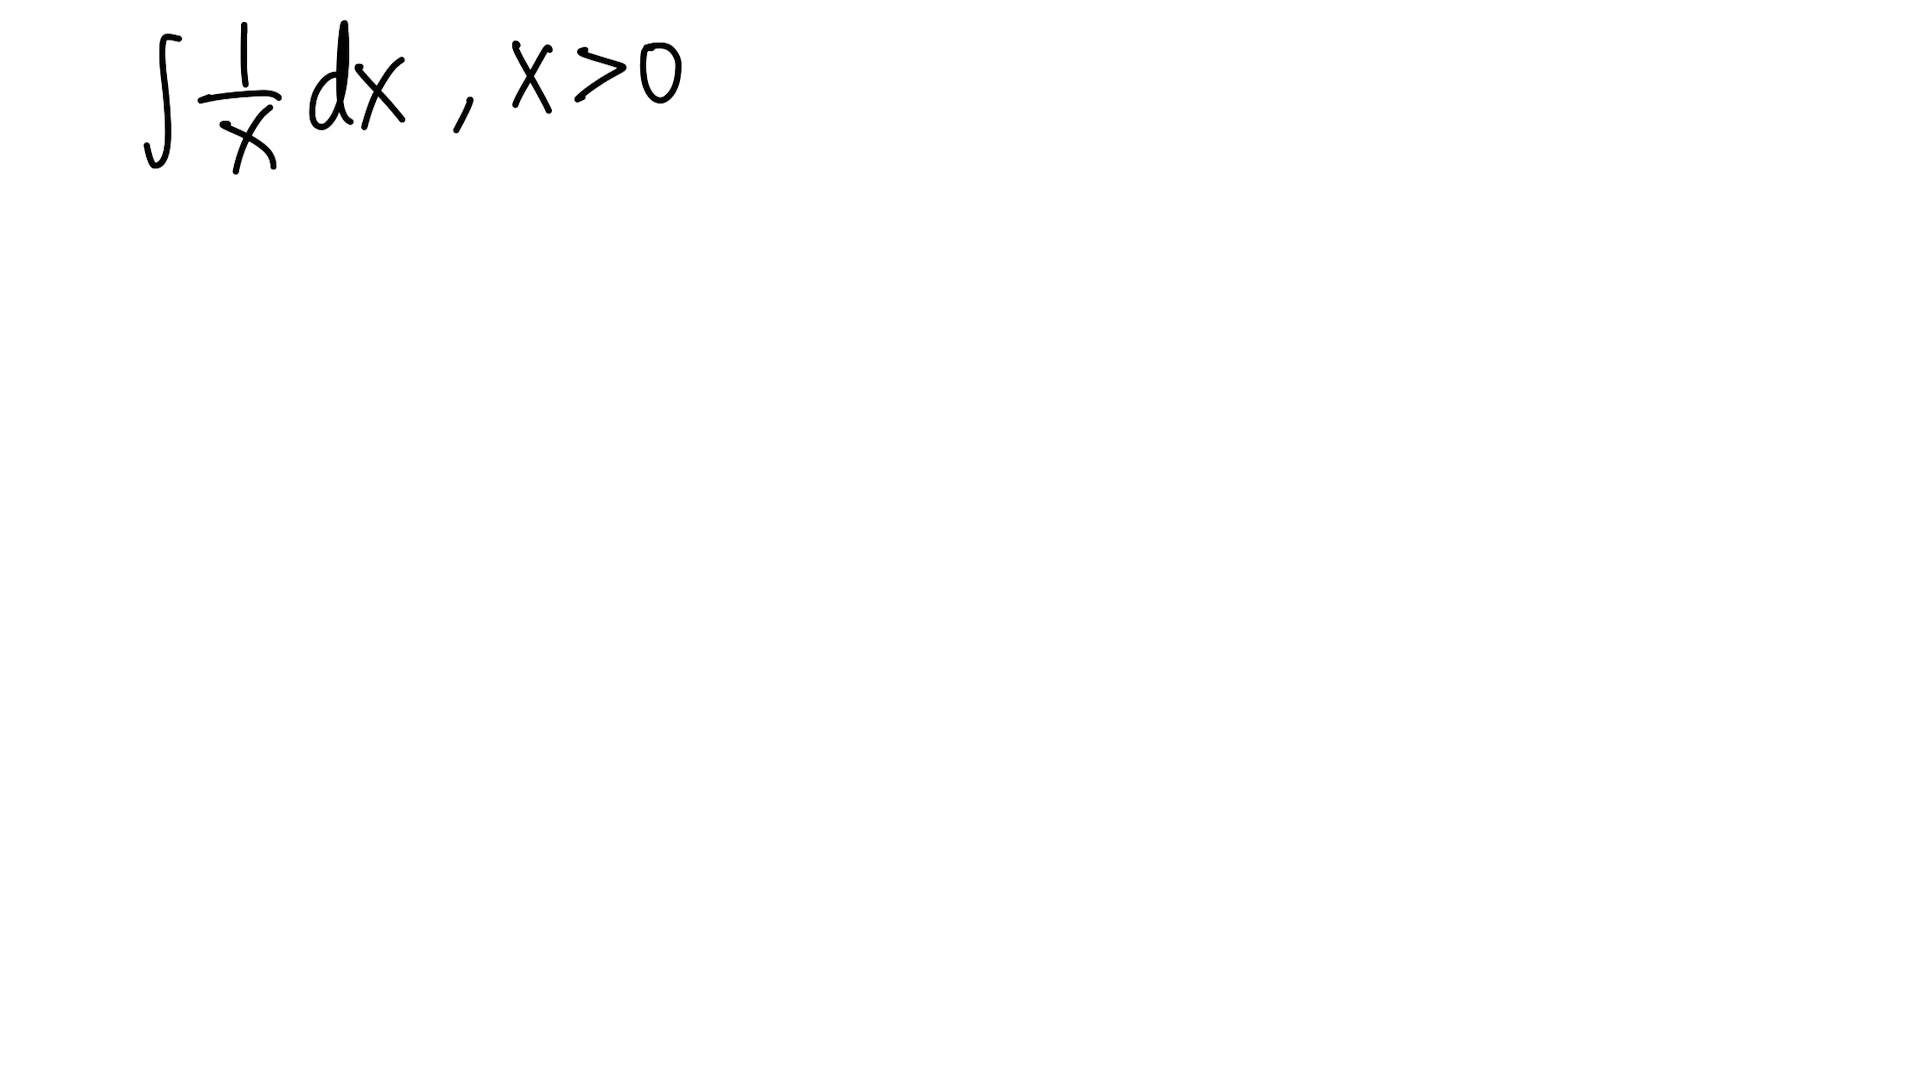 ∫ 1/x dx , x>0